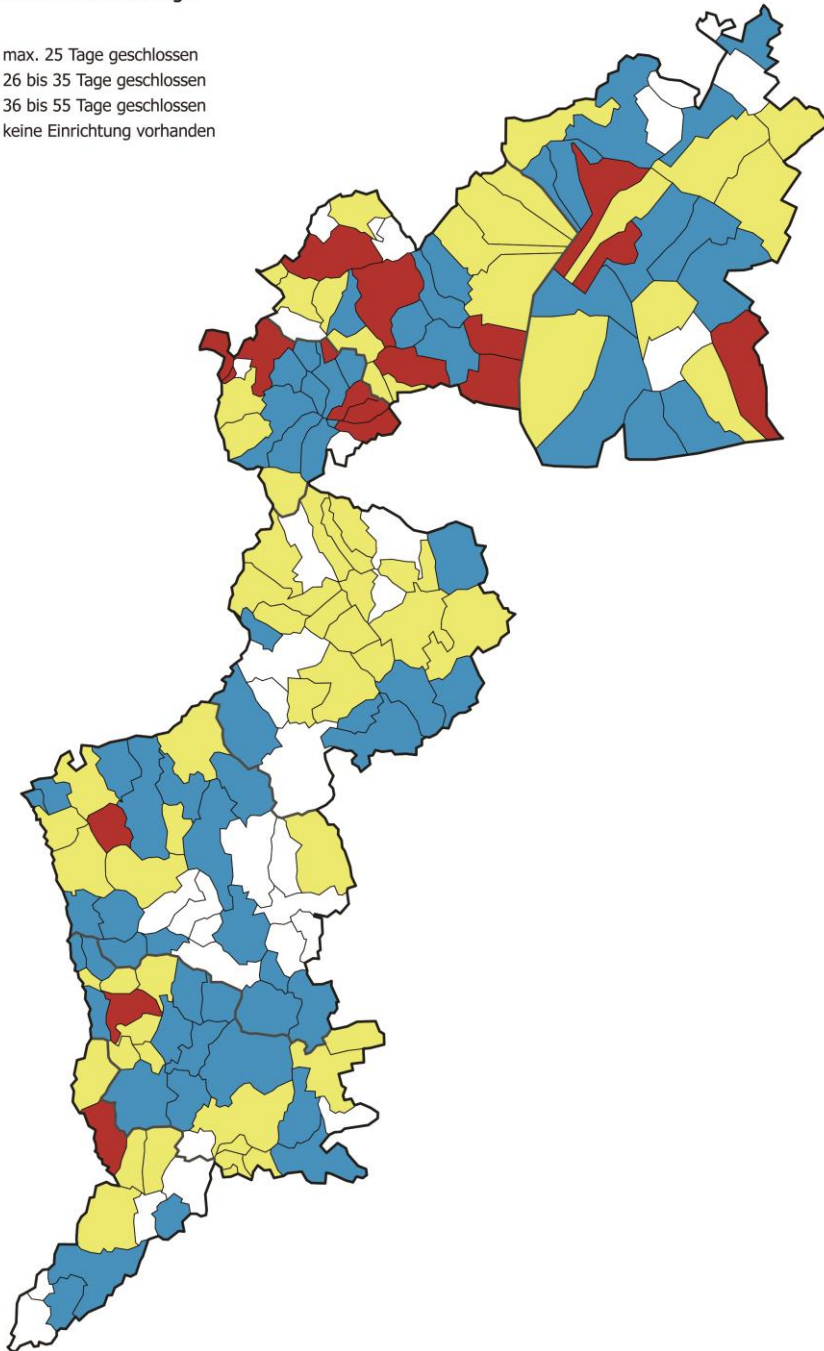 max. 25 Tage geschlossen
26 bis 35 Tage geschlossen
36 bis 55 Tage geschlossen
keine Einrichtung vorhanden